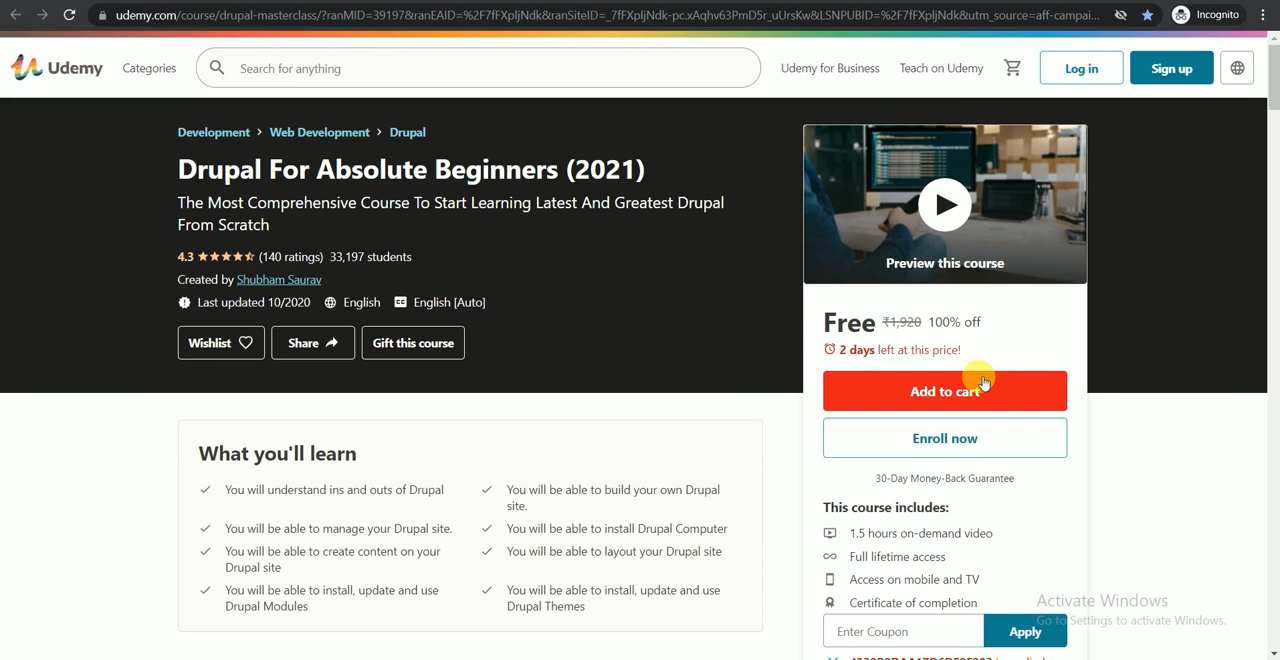 udemy.com/course/drupal-masterclass/?ranMID=39197&ranEAID=%2F7fFXpljNdk&ranSiteID=_7fFXpljNdk-pc.xAqhv63PmD5r_uUrsKw&LSNPUBID=%2F7fFXpljNdk&utm_source=aff-campai...
Incognito
Udemy
Categories
Search for anything
Udemy for Business
Teach on Udemy
Log in
Sign up
Development > Web Development > Drupal
Drupal For Absolute Beginners (2021)
The Most Comprehensive Course To Start Learning Latest And Greatest Drupal
From Scratch
4.3 (140 ratings) 33,197 students
Created by Shubham Saurav
Last updated 10/2020 English English [Auto]
Wishlist
Share
Gift this course
Preview this course
Free ₹1,920 100% off
2 days left at this price!
Add to cart
Enroll now
30-Day Money-Back Guarantee
This course includes:
1.5 hours on-demand video
Full lifetime access
Access on mobile and TV
Certificate of completion
Enter Coupon
Apply
What you'll learn
You will understand ins and outs of Drupal
You will be able to manage your Drupal site.
You will be able to create content on your
Drupal site
You will be able to install, update and use
Drupal Modules
You will be able to build your own Drupal
site.
You will be able to install Drupal Computer
You will be able to layout your Drupal site
You will be able to install, update and use
Drupal Themes
Activate Windows
Go to Settings to activate Windows.